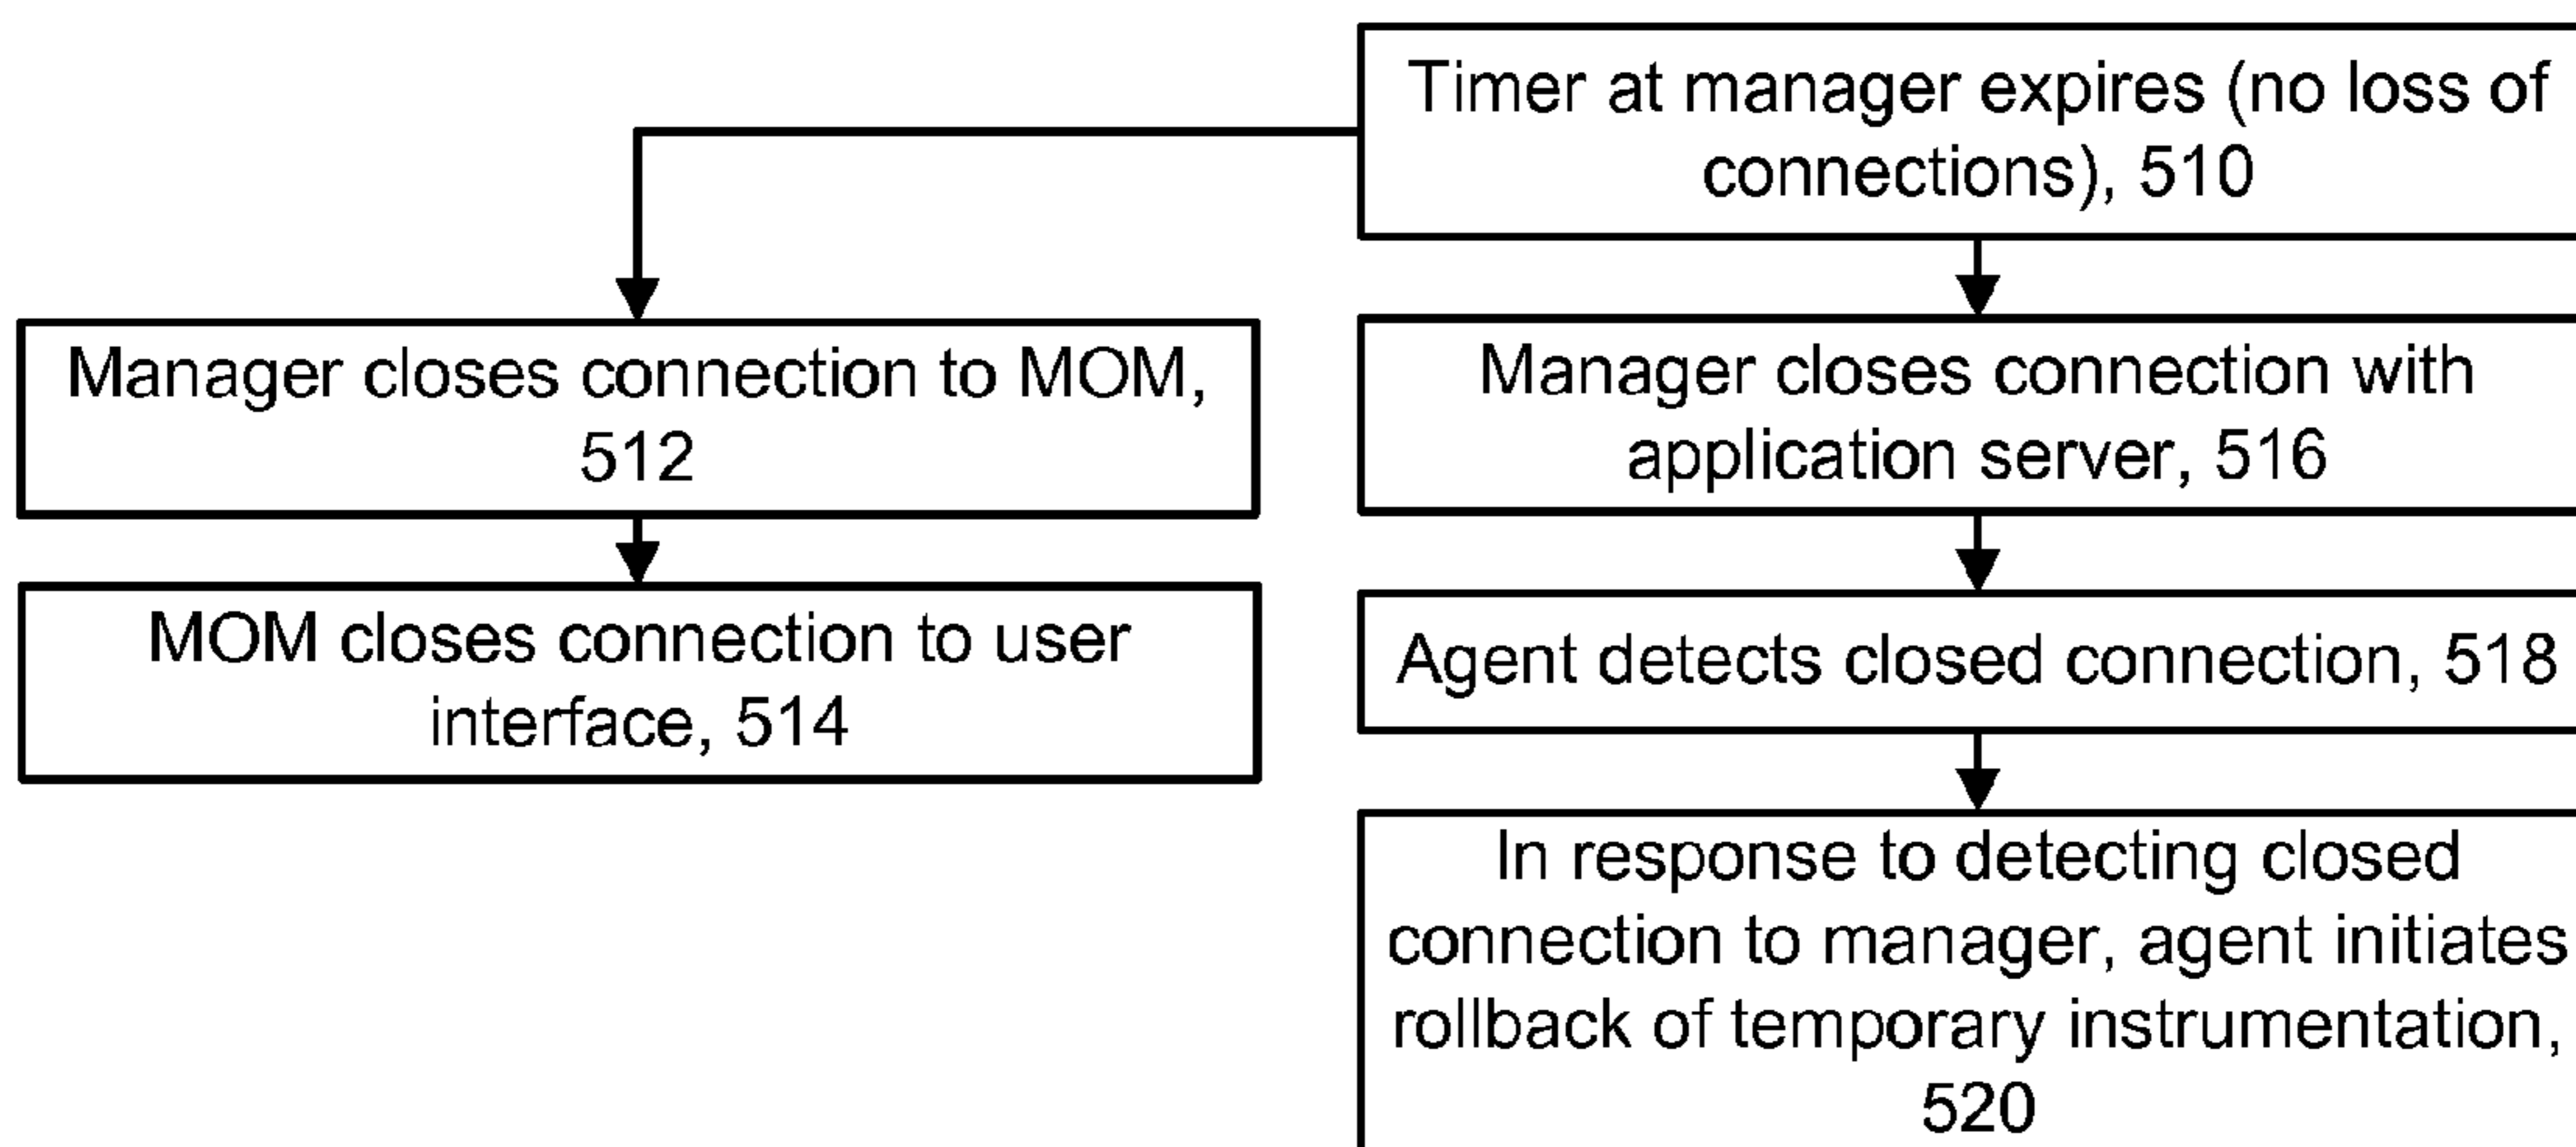 Timer at manager expires (no loss of
connections), 510
Manager closes connection to MOM,
512
MOM closes connection to user
interface, 514
Manager closes connection with
application server, 516
Agent detects closed connection, 518
In response to detecting closed
connection to manager, agent initiates
rollback of temporary instrumentation,
520